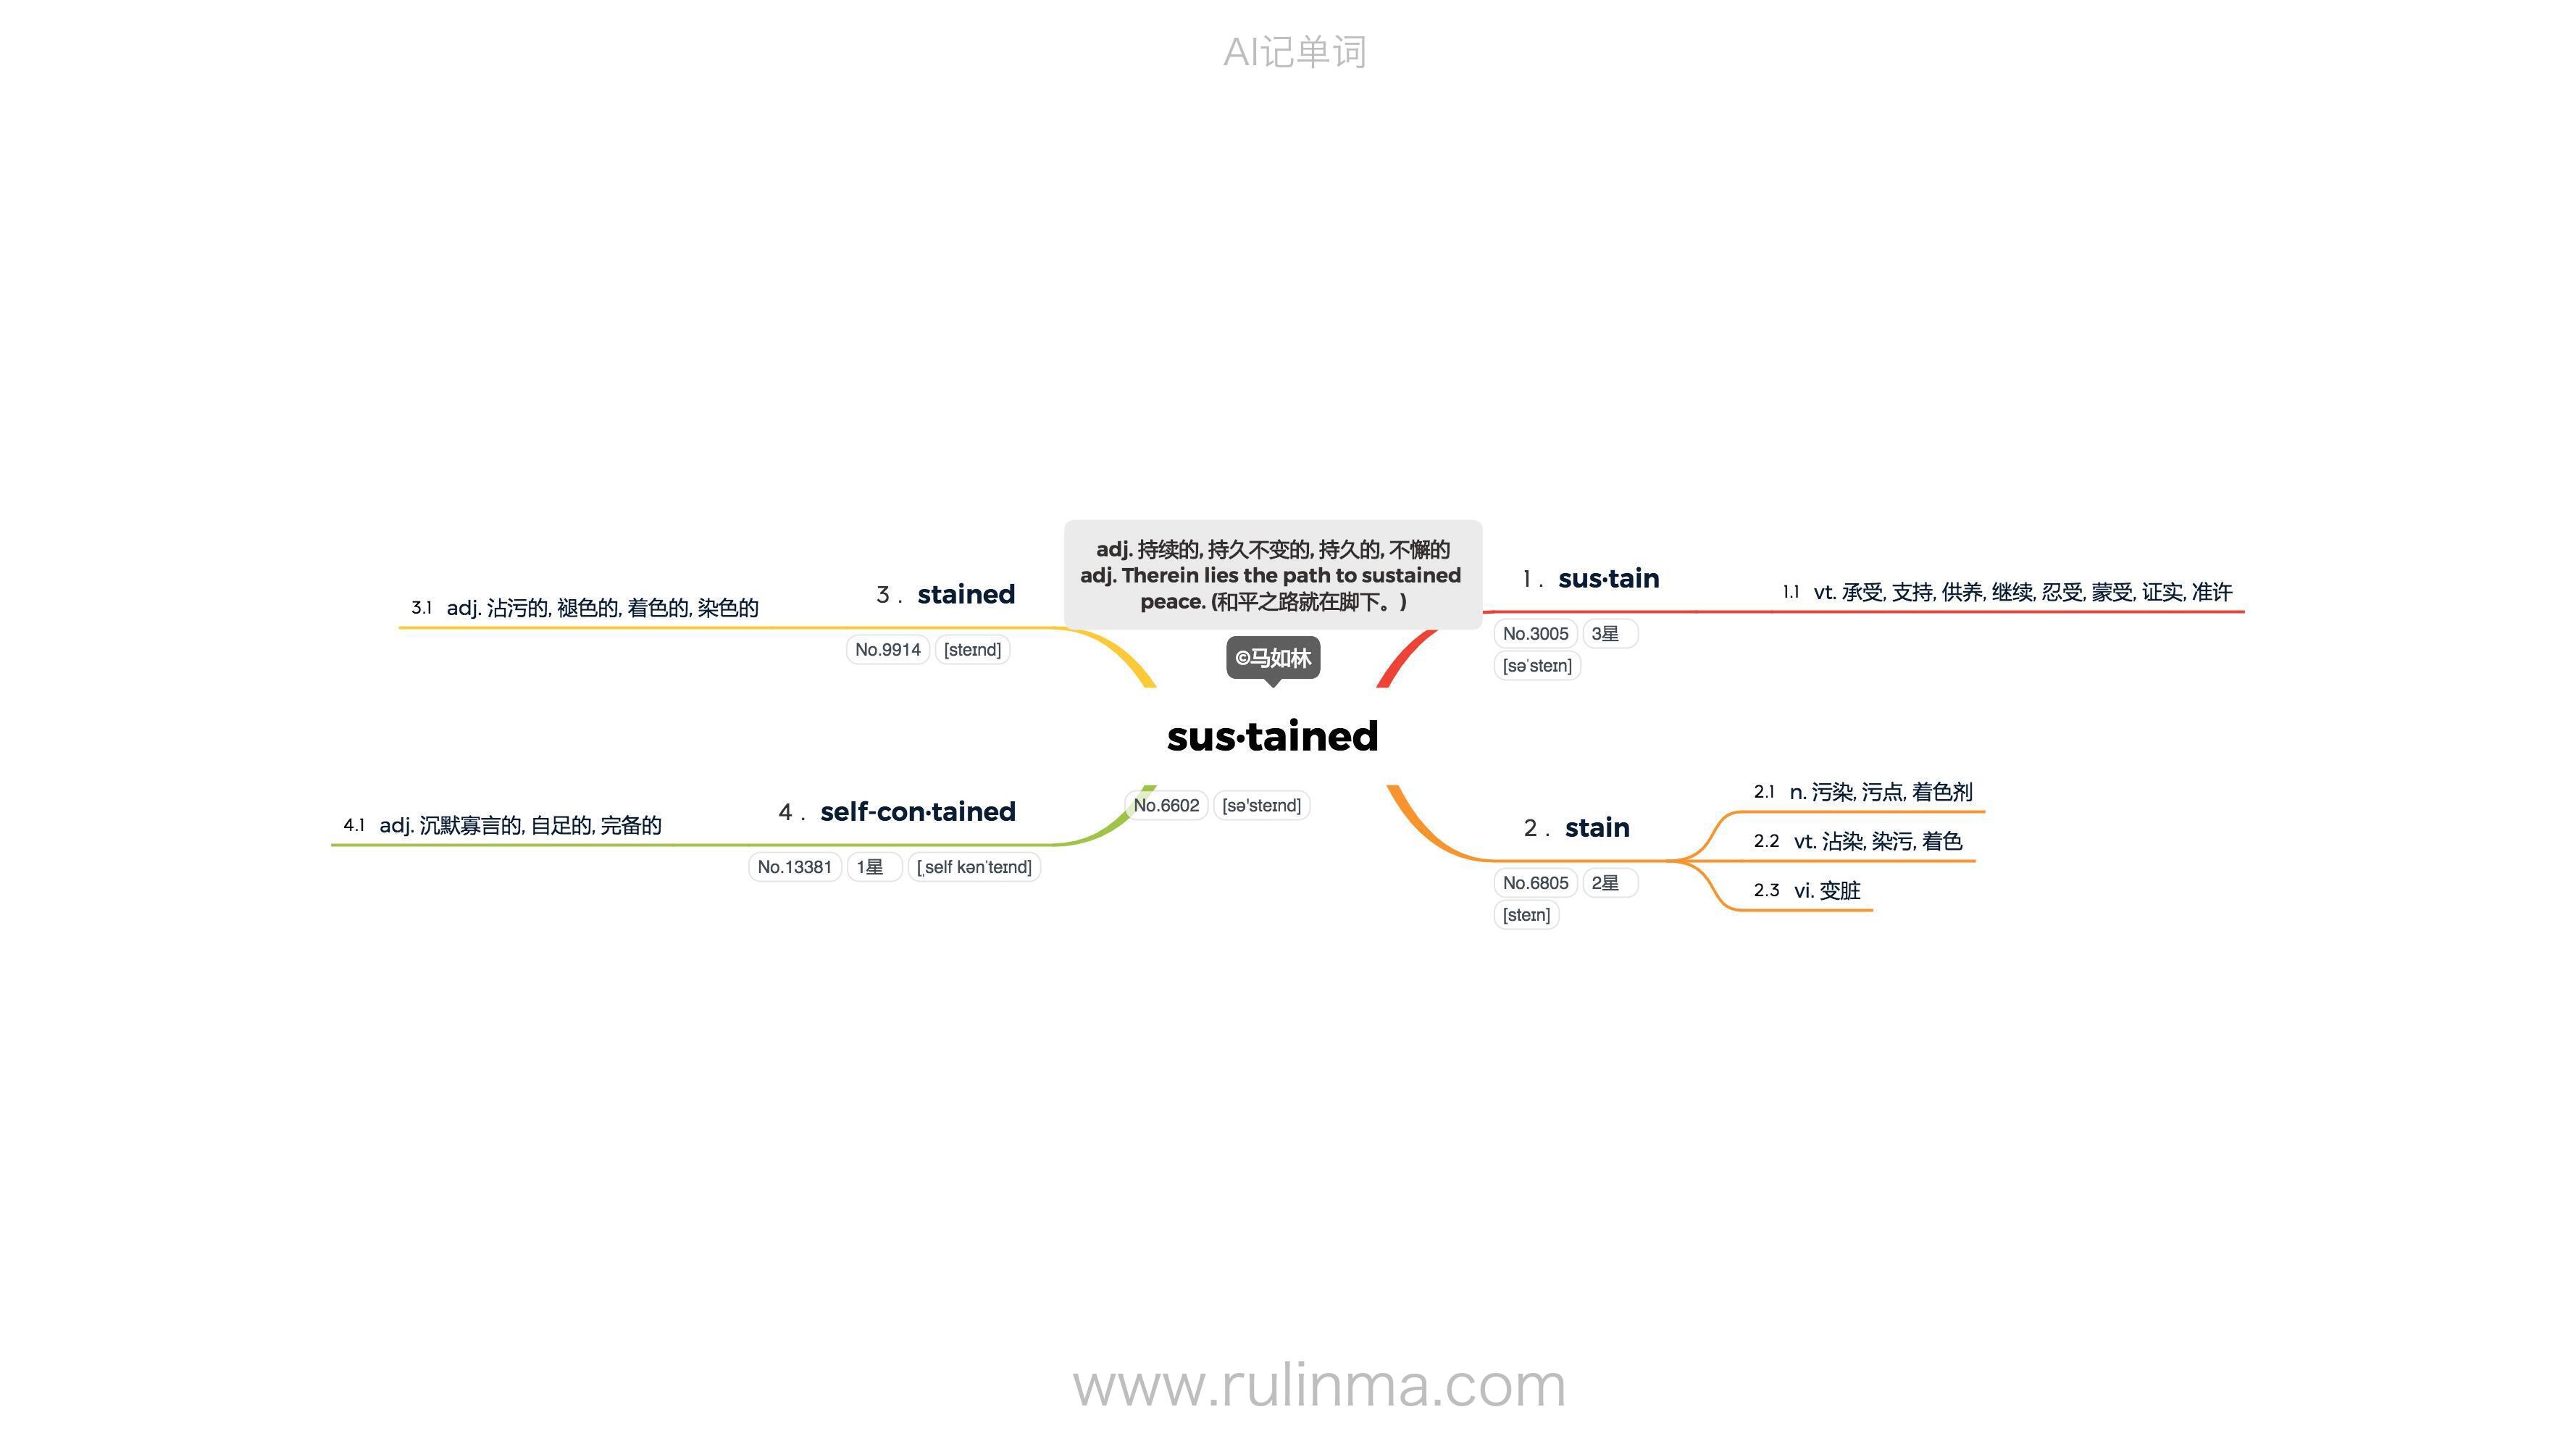 AI记单词
adj. 持续的, 持久不变的, 持久的, 不懈的
adj. Therein lies the path to sustained
peace. (和平之路就在脚下。)
©马如林
sus·tained
No.6602 [sə'steɪnd]
1 . sus·tain
No.3005 3星
[səˈsteɪn]
1.1 vt. 承受, 支持, 供养, 继续, 忍受, 蒙受, 证实, 准许
2 . stain
No.6805 2星
[steɪn]
2.1 n. 污染, 污点, 着色剂
2.2 vt. 沾染, 染污, 着色
2.3 vi. 变脏
3 . stained
No.9914 [steɪnd]
3.1 adj. 沾污的, 褪色的, 着色的, 染色的
4 . self-con·tained
No.13381 1星 [ˌself kənˈteɪnd]
4.1 adj. 沉默寡言的, 自足的, 完备的
www.rulinma.com